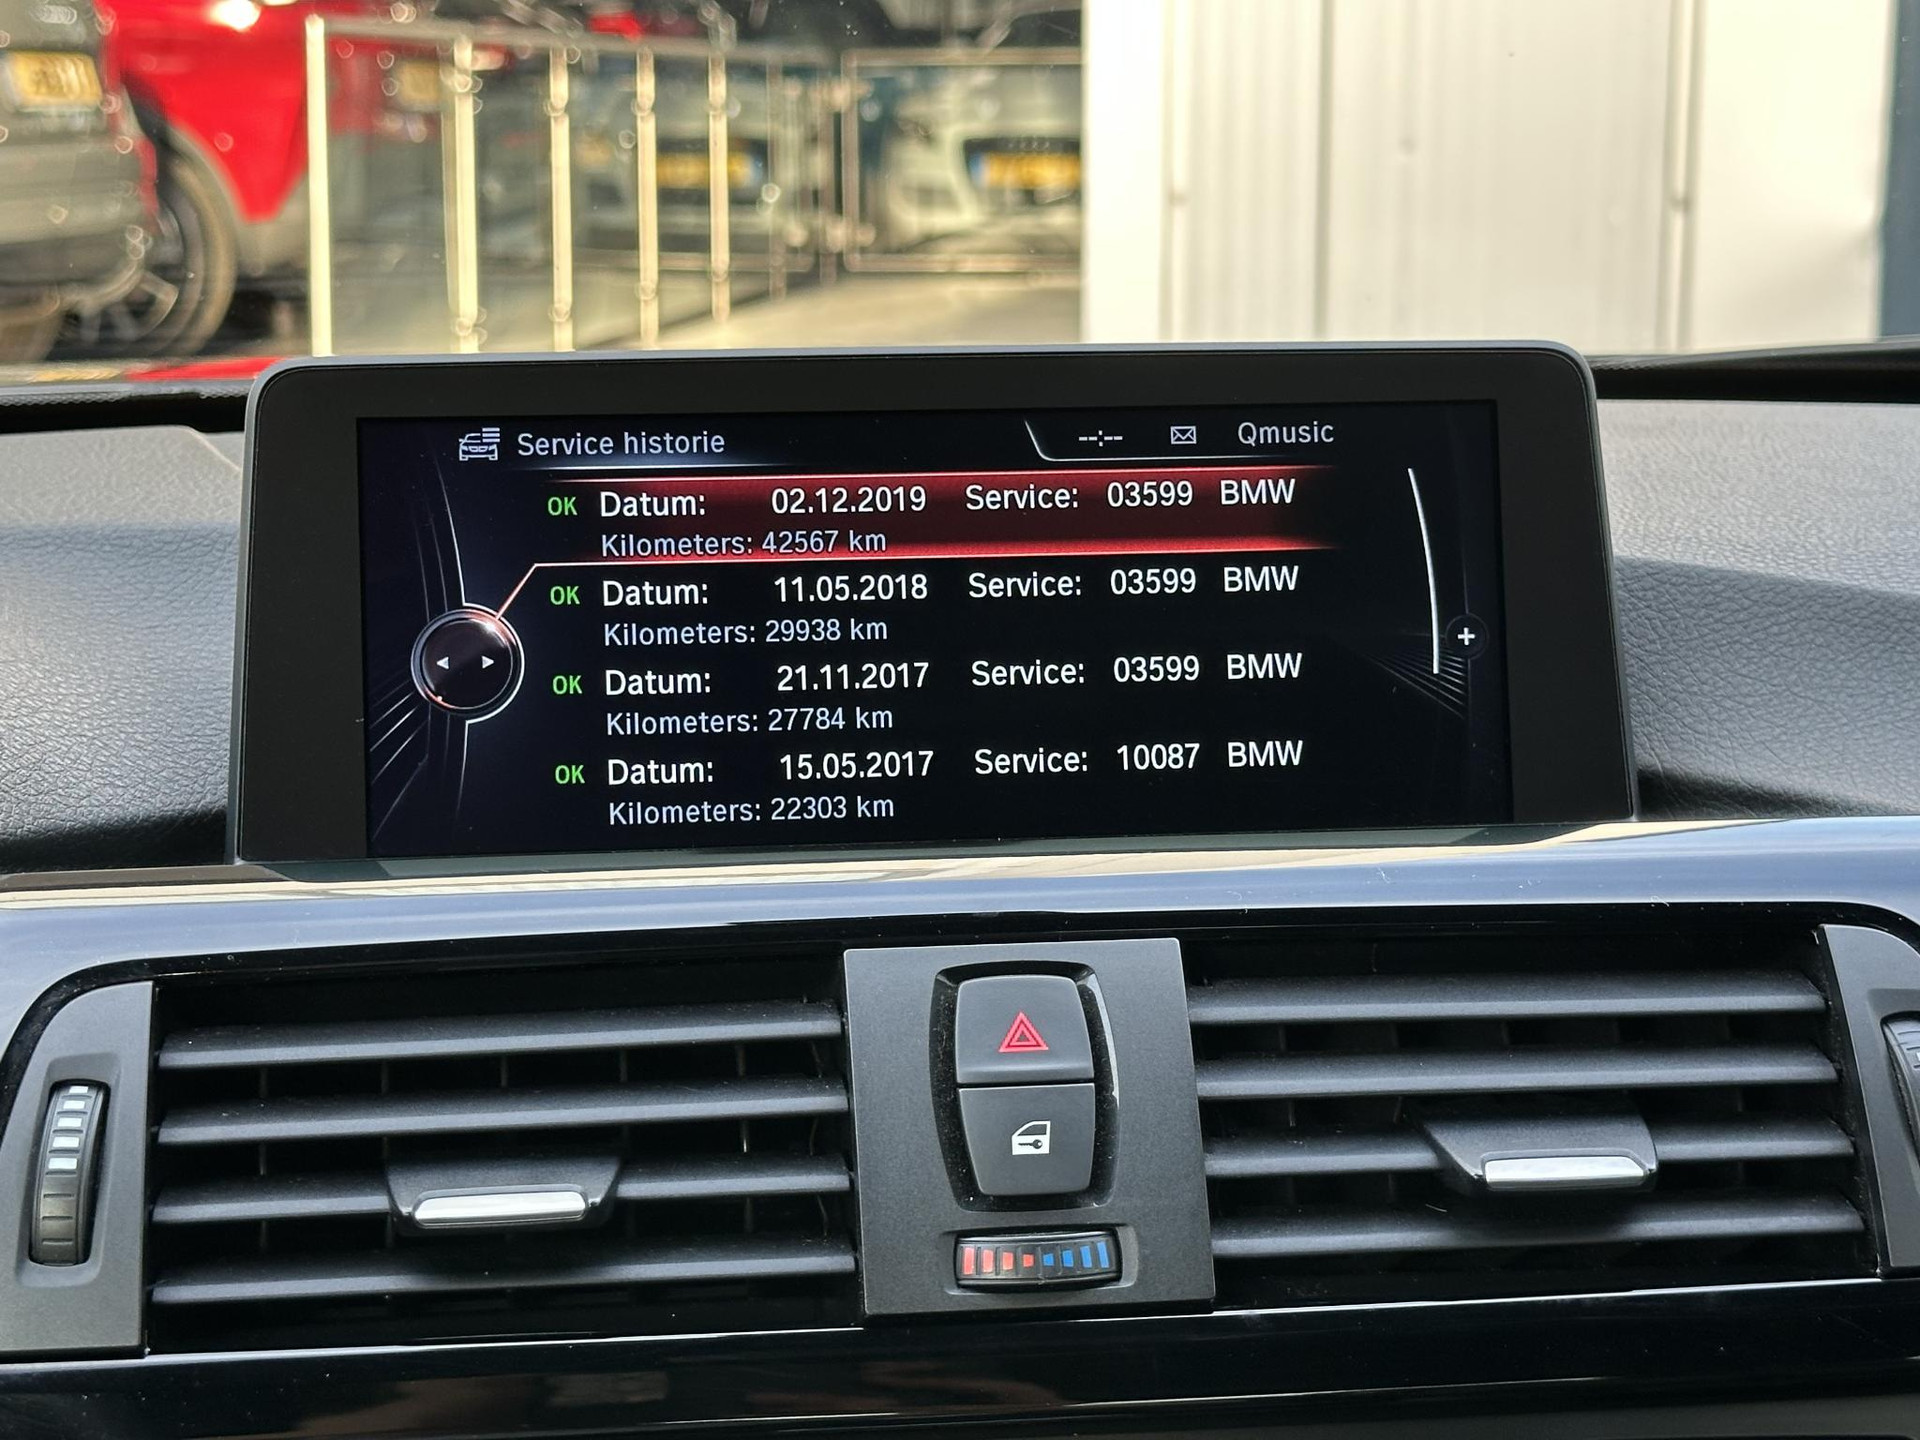 Service historie --:-- Qmusic
OK Datum: 02.12.2019 Service: 03599 BMW
Kilometers: 42567 km
OK Datum: 11.05.2018 Service: 03599 BMW
Kilometers: 29938 km
OK Datum: 21.11.2017 Service: 03599 BMW
Kilometers: 27784 km
OK Datum: 15.05.2017 Service: 10087 BMW
Kilometers: 22303 km